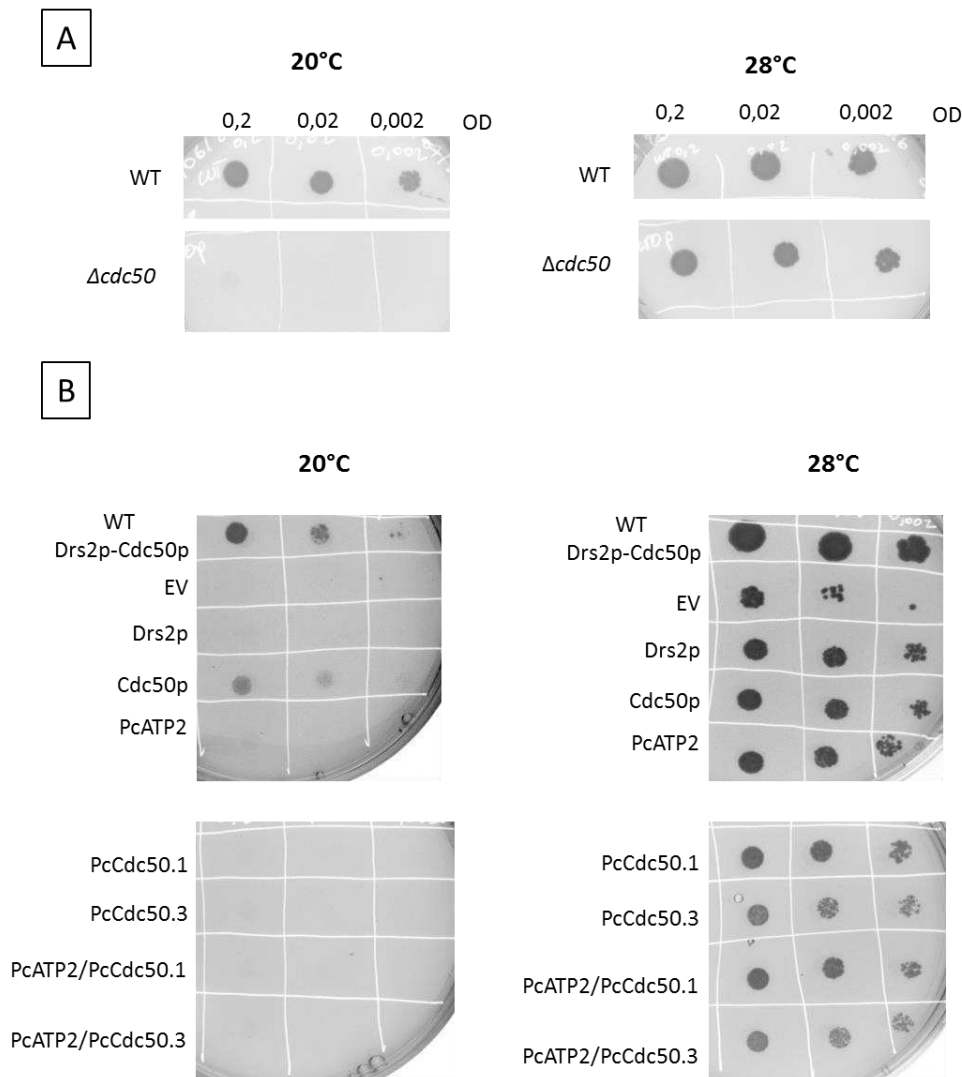 A
20°C
28°C
0,2 0,02 0,002 OD
0,2 0,02 0,002 OD
WT
WT
Δcdc50
Δcdc50
B
20°C
28°C
WT
Drs2p-Cdc50p
EV
Drs2p
Cdc50p
PcATP2
WT
Drs2p-Cdc50p
EV
Drs2p
Cdc50p
PcATP2
PcCdc50.1
PcCdc50.3
PcATP2/PcCdc50.1
PcATP2/PcCdc50.3
PcCdc50.1
PcCdc50.3
PcATP2/PcCdc50.1
PcATP2/PcCdc50.3